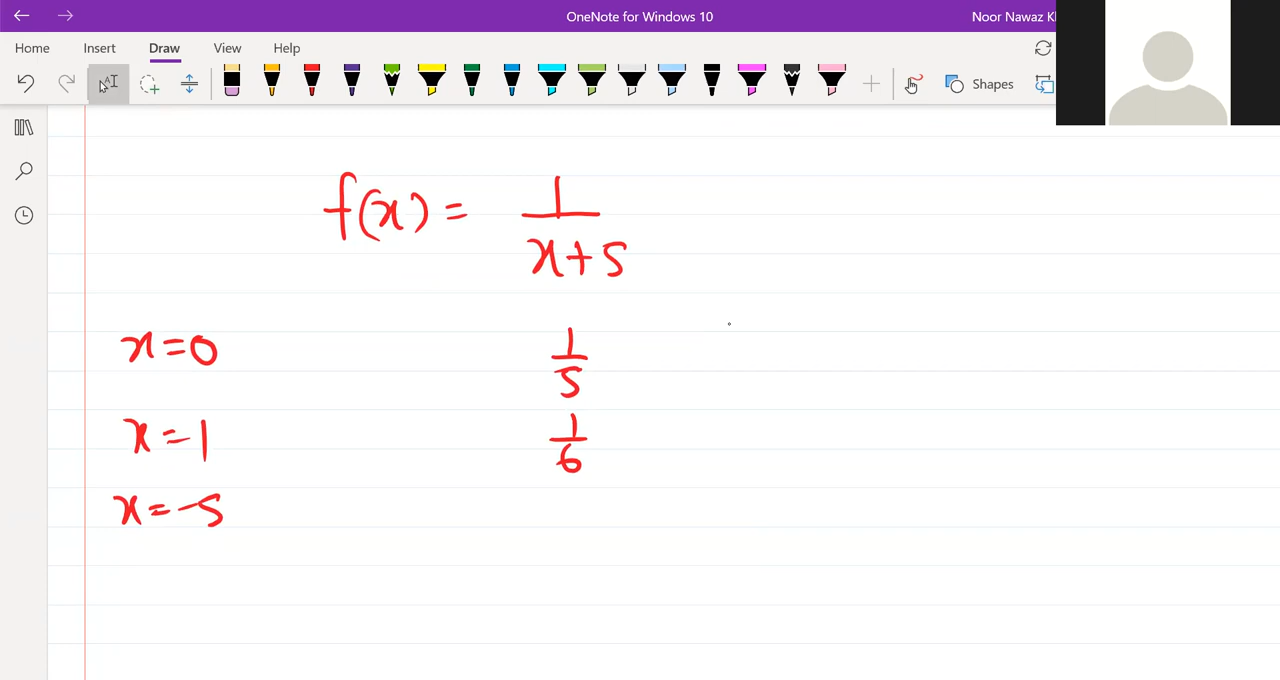 OneNote for Windows 10
Noor Nawaz Kh
Home Insert Draw View Help
Shapes
f(x) = 1/(x+5)
x=0 1/5
x=1 1/6
x=-5